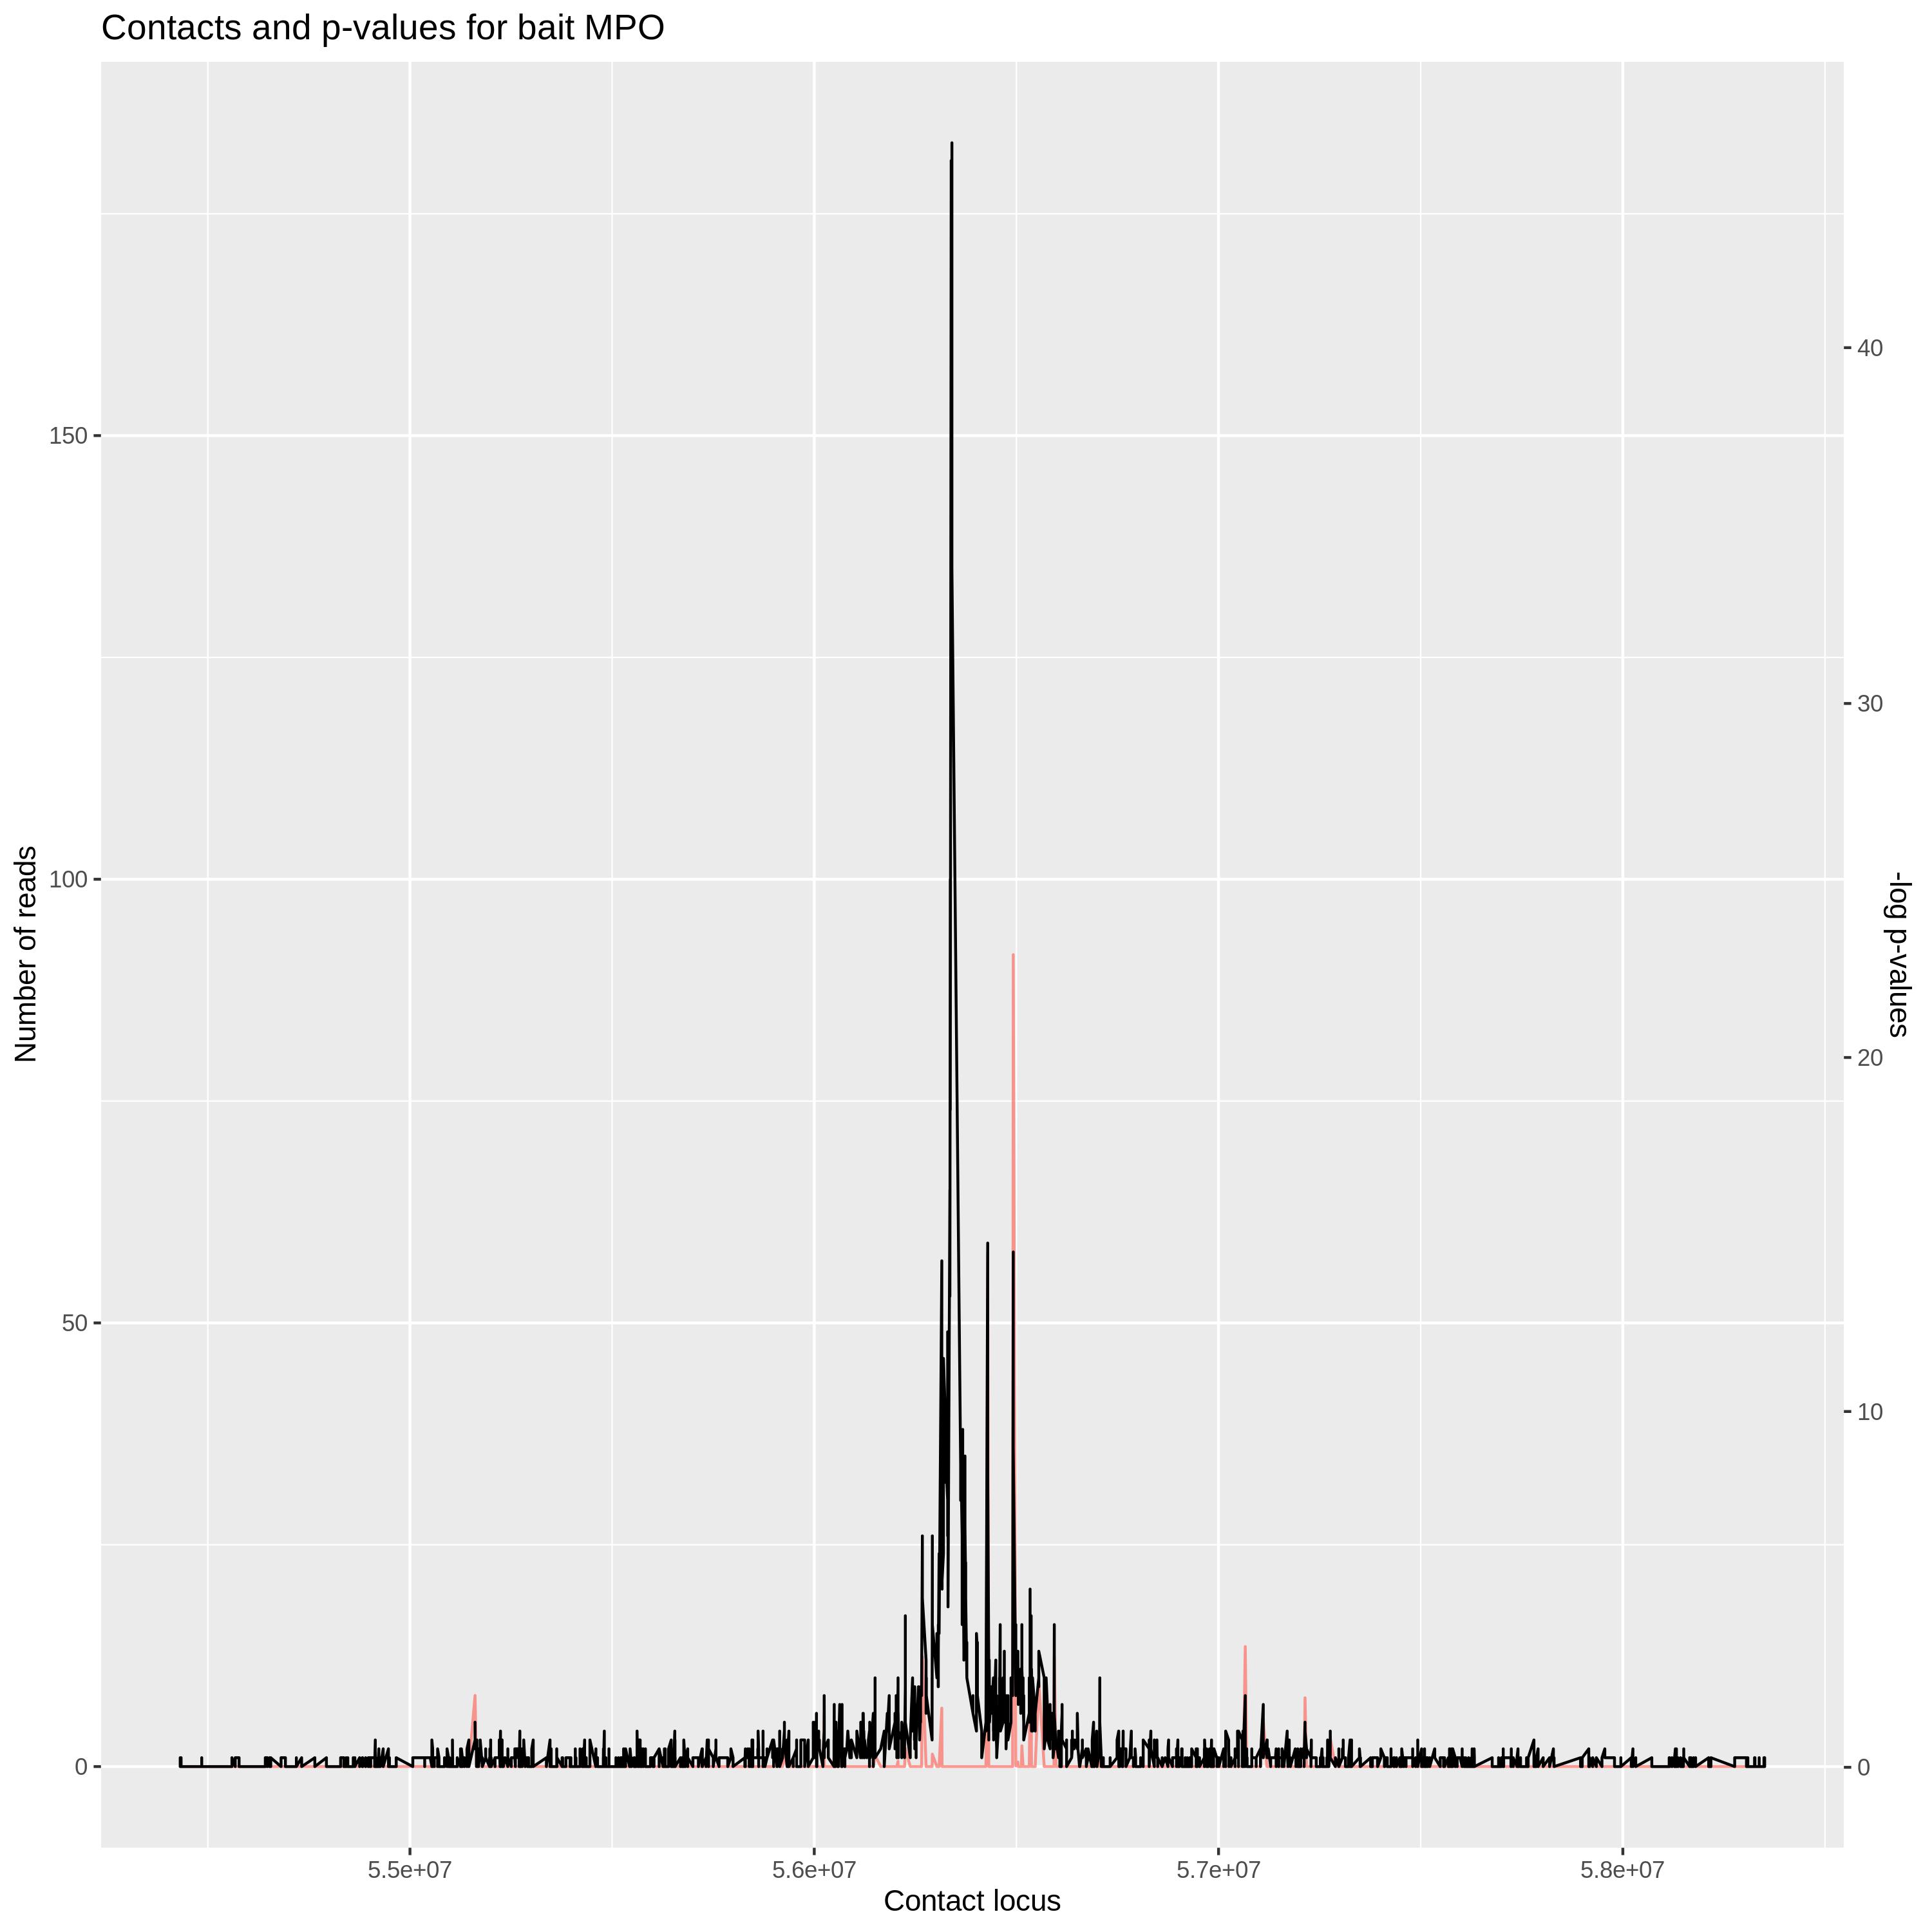 Contacts and p-values for bait MPO
Number of reads
150
100
50
0
40
30
20
10
0
-log p-values
5.5e+07 5.6e+07 5.7e+07 5.8e+07
Contact locus